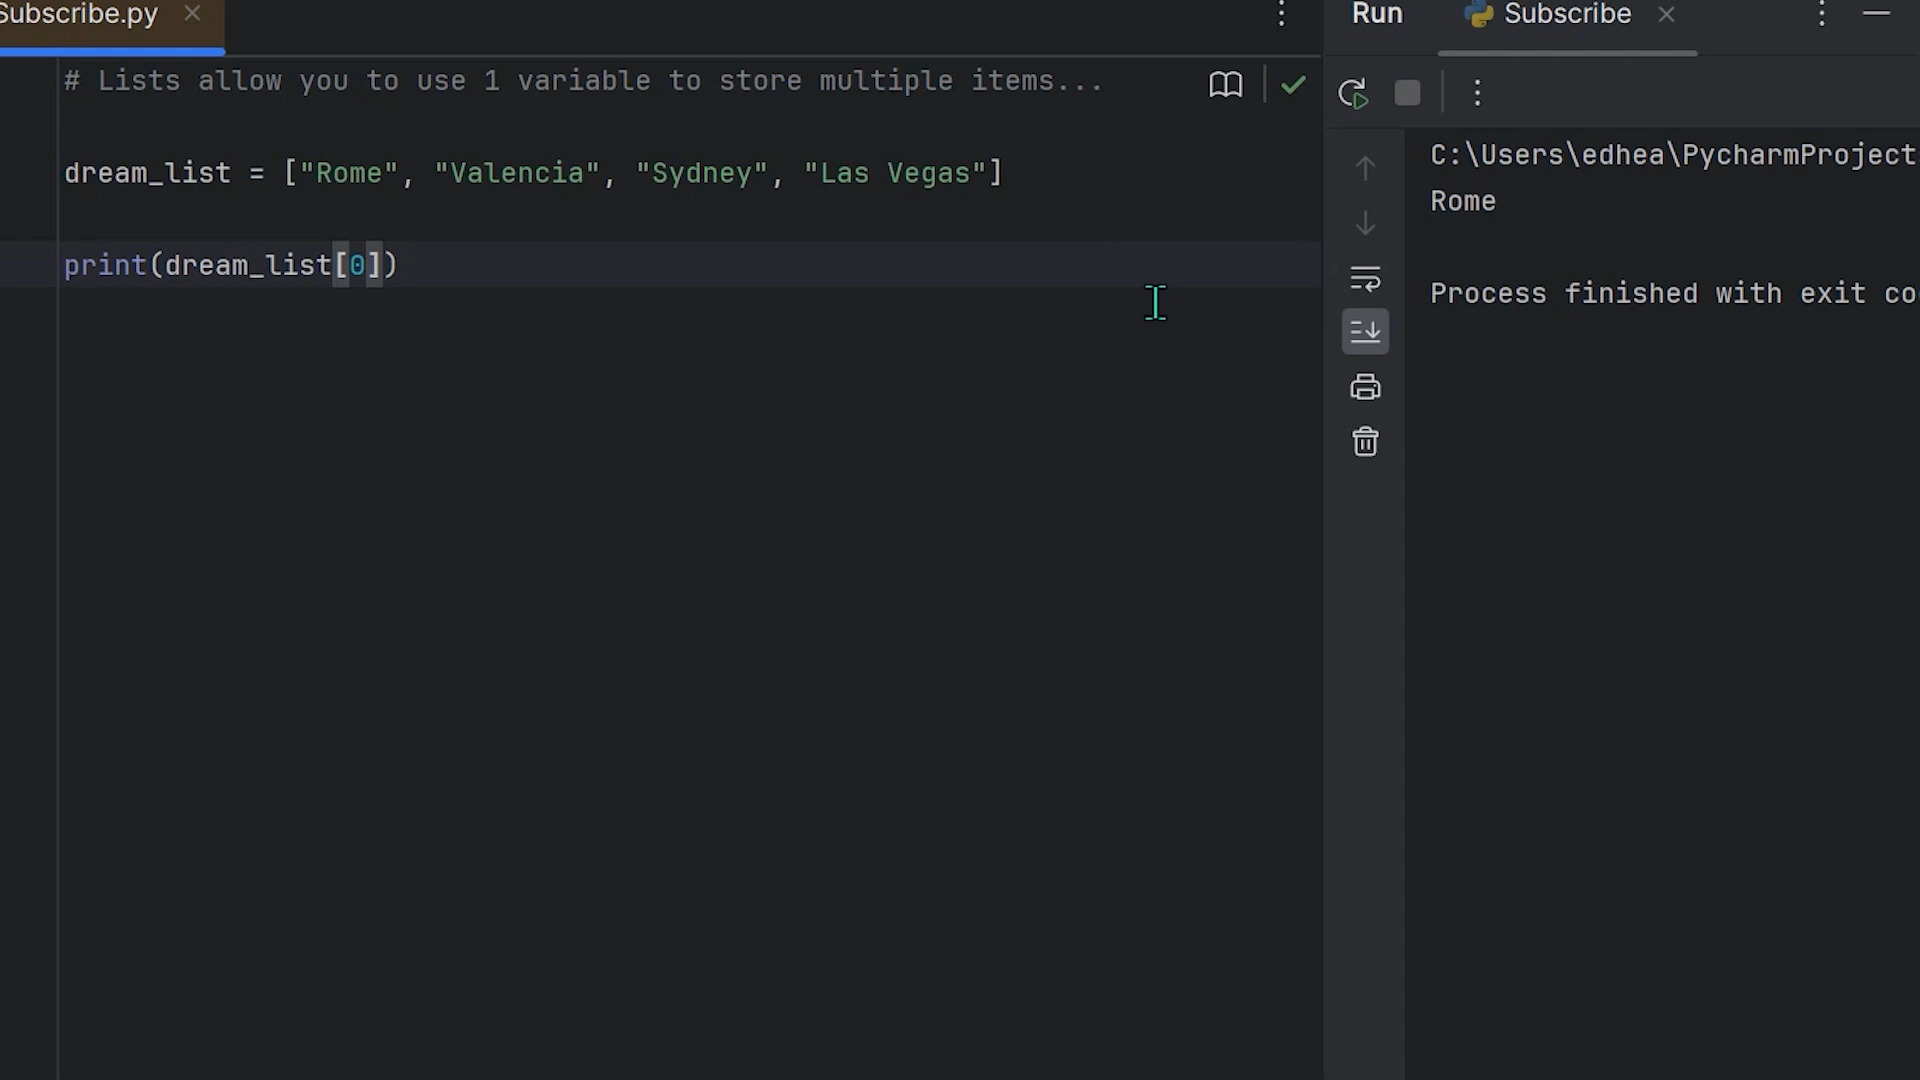 Subscribe.py
# Lists allow you to use 1 variable to store multiple items...
dream_list = ["Rome", "Valencia", "Sydney", "Las Vegas"]
print(dream_list[0])
Run
Subscribe
C:\Users\edhea\PycharmProject
Rome
Process finished with exit co